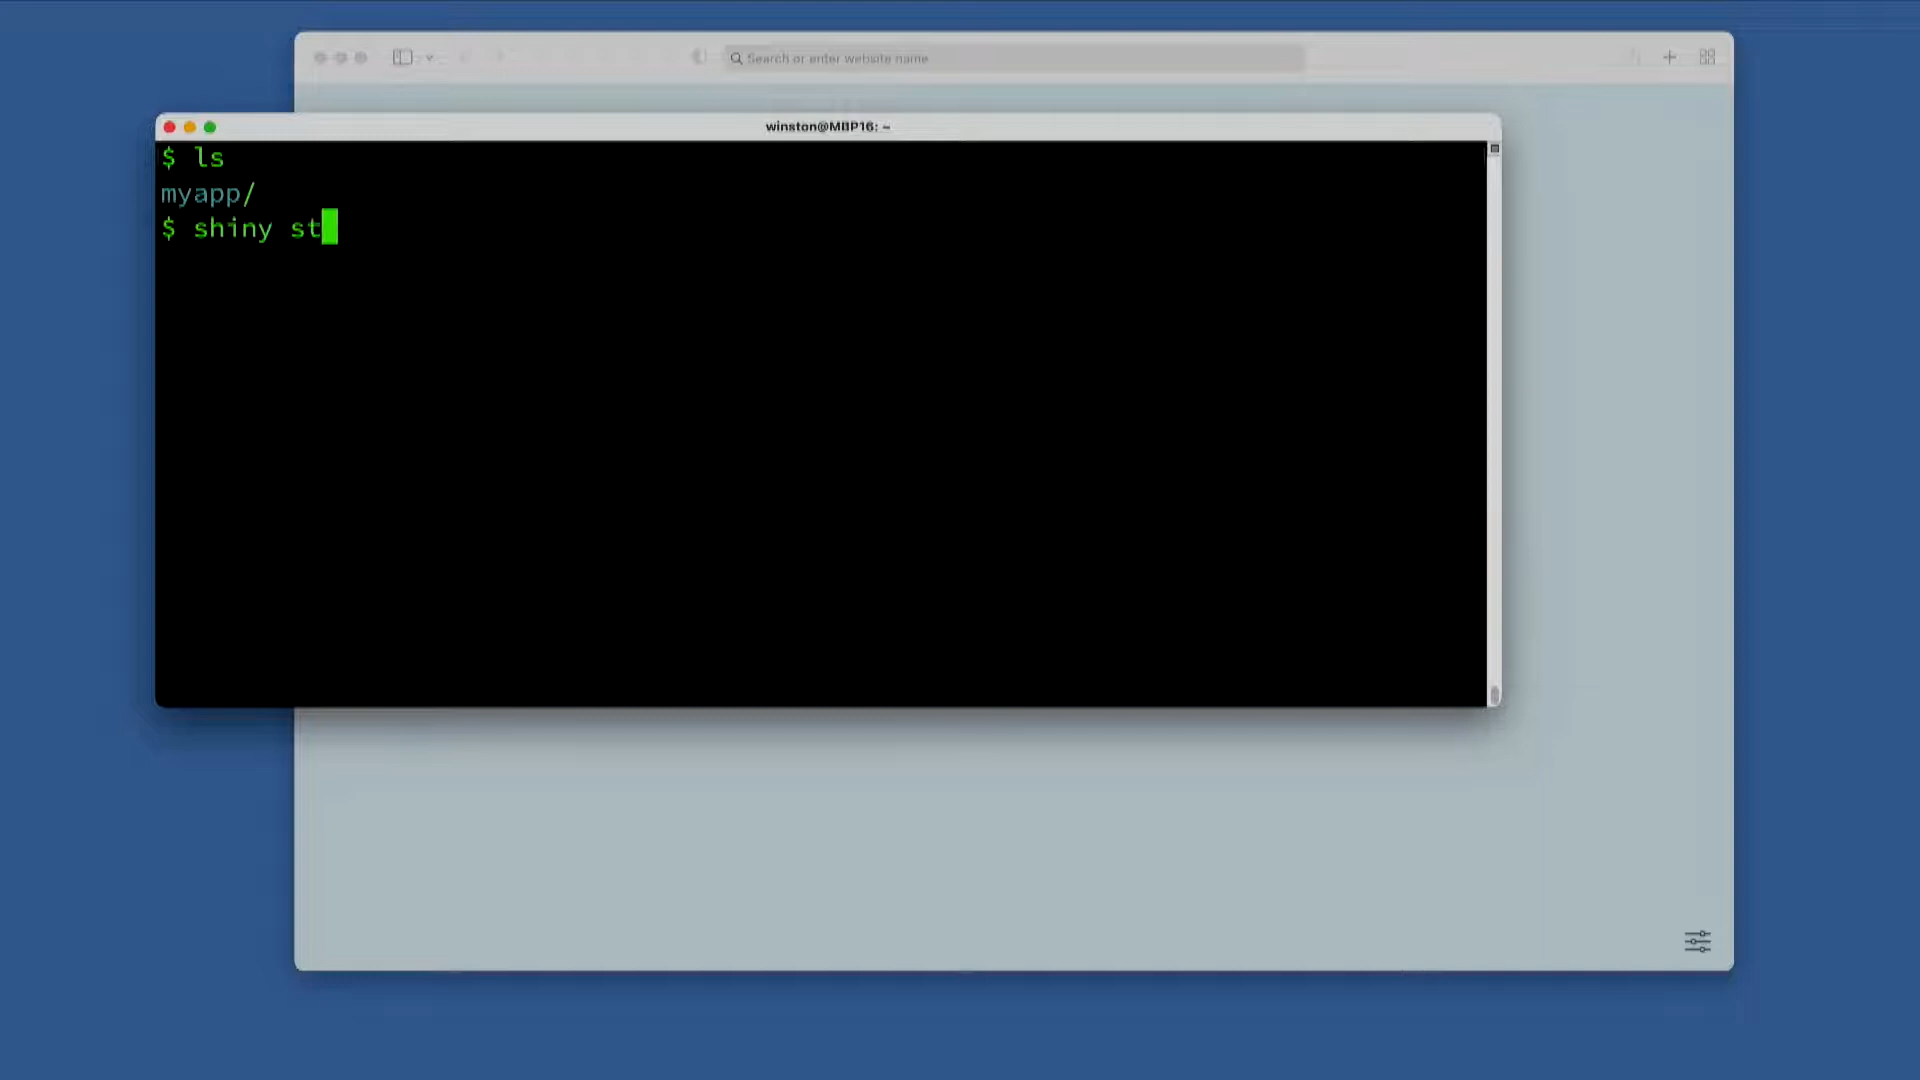 Search or enter website name
winston@MBP16: ~
$ ls
myapp/
$ shiny st